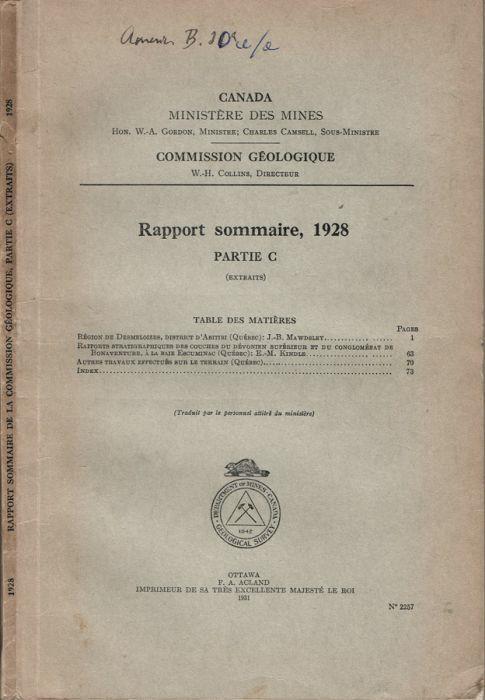 B.
CANADA
MINISTÈRE DES MINES
HON. W.-A. GORDON, MINISTRE; CHARLES CAMSELL, SOUS-MINISTRE
COMMISSION GÉOLOGIQUE
W.-H. COLLINS, DIRECTEUR
Rapport sommaire, 1928
PARTIE C
(EXTRAITS)
TABLE DES MATIÈRES
PAGES
RÉGION DE DESMELOIZES, DISTRICT D'ABITIBI (QUÉBEC): J.-B. MAWDSLEY 1
RAPPORTS STRATIGRAPHIQUES DES COUCHES DU DÉVONIEN SUPÉRIEUR ET DU CONGLOMÉRAT DE
BONAVENTURE, À LA BAIE ESCUMINAC (QUÉBEC): E.-M. KINDLE 63
AUTRES TRAVAUX EFFECTUÉS SUR LE TERRAIN (QUÉBEC) 70
INDEX 73
(Traduit par le personnel attitré du ministère)
DEPARTMENT OF MINES · CANADA
1842
GEOLOGICAL SURVEY
OTTAWA
F. A. ACLAND
IMPRIMEUR DE SA TRÈS EXCELLENTE MAJESTÉ LE ROI
1931
N° 2257
1928 RAPPORT SOMMAIRE DE LA COMMISSION GÉOLOGIQUE, PARTIE C (EXTRAITS) 1928